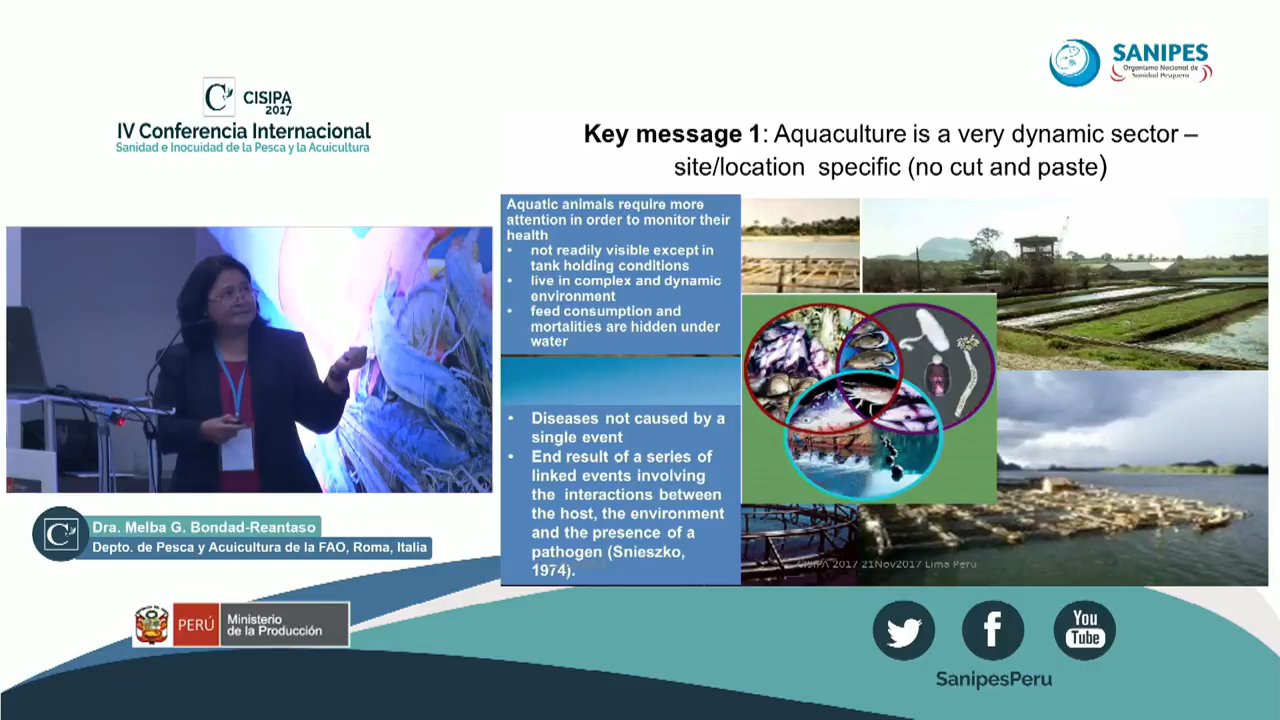 CISIPA
2017
IV Conferencia Internacional
Sanidad e Inocuidad de la Pesca y la Acuicultura
SANIPES
Organismo Nacional de
Sanidad Pesquera
Key message 1: Aquaculture is a very dynamic sector –
site/location specific (no cut and paste)
Aquatic animals require more
attention in order to monitor their
health
• not readily visible except in
tank holding conditions
• live in complex and dynamic
environment
• feed consumption and
mortalities are hidden under
water
• Diseases not caused by a
single event
• End result of a series of
linked events involving
the interactions between
the host, the environment
and the presence of a
pathogen (Snieszko,
1974).
CISIPA 2017 21Nov2017 Lima Peru
Dra. Melba G. Bondad-Reantaso
Depto. de Pesca y Acuicultura de la FAO, Roma, Italia
PERÚ
Ministerio
de la Producción
You
Tube
SanipesPeru